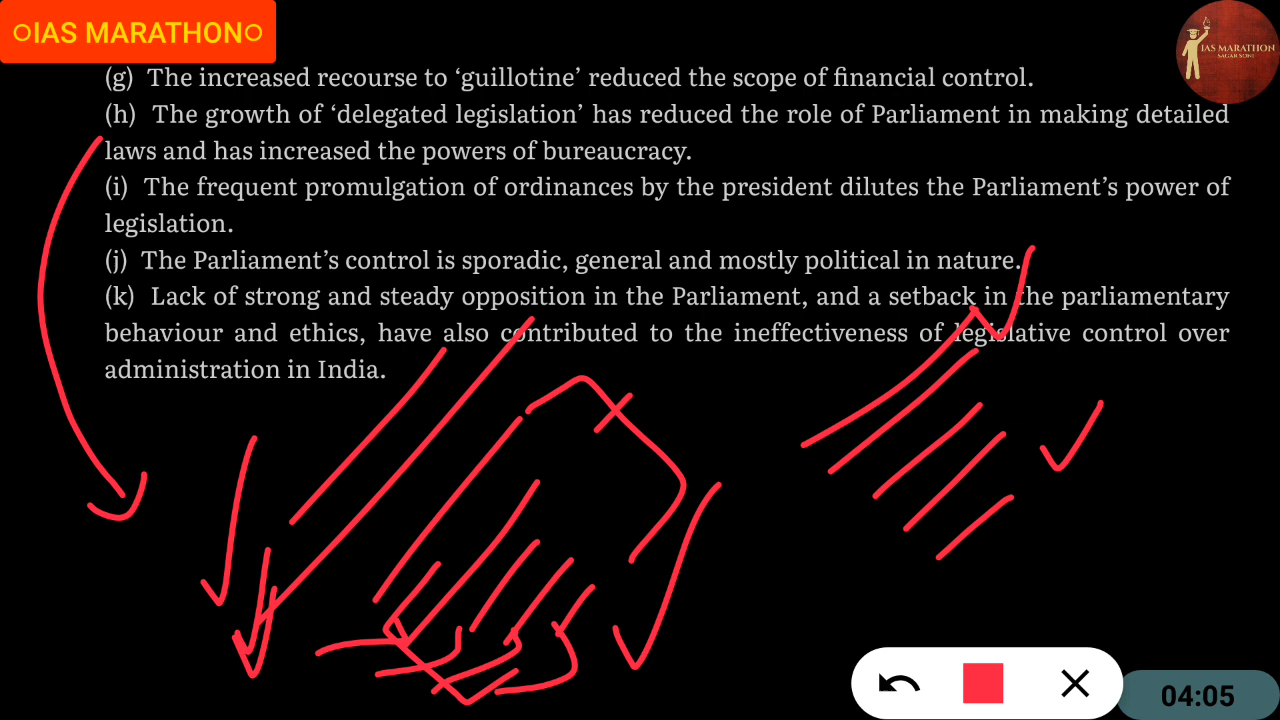 ○IAS MARATHON○
IAS MARATHON
SAGAR SONI
(g) The increased recourse to ‘guillotine’ reduced the scope of financial control.
(h) The growth of ‘delegated legislation’ has reduced the role of Parliament in making detailed
laws and has increased the powers of bureaucracy.
(i) The frequent promulgation of ordinances by the president dilutes the Parliament’s power of
legislation.
(j) The Parliament’s control is sporadic, general and mostly political in nature.
(k) Lack of strong and steady opposition in the Parliament, and a setback in the parliamentary
behaviour and ethics, have also contributed to the ineffectiveness of legislative control over
administration in India.
04:05